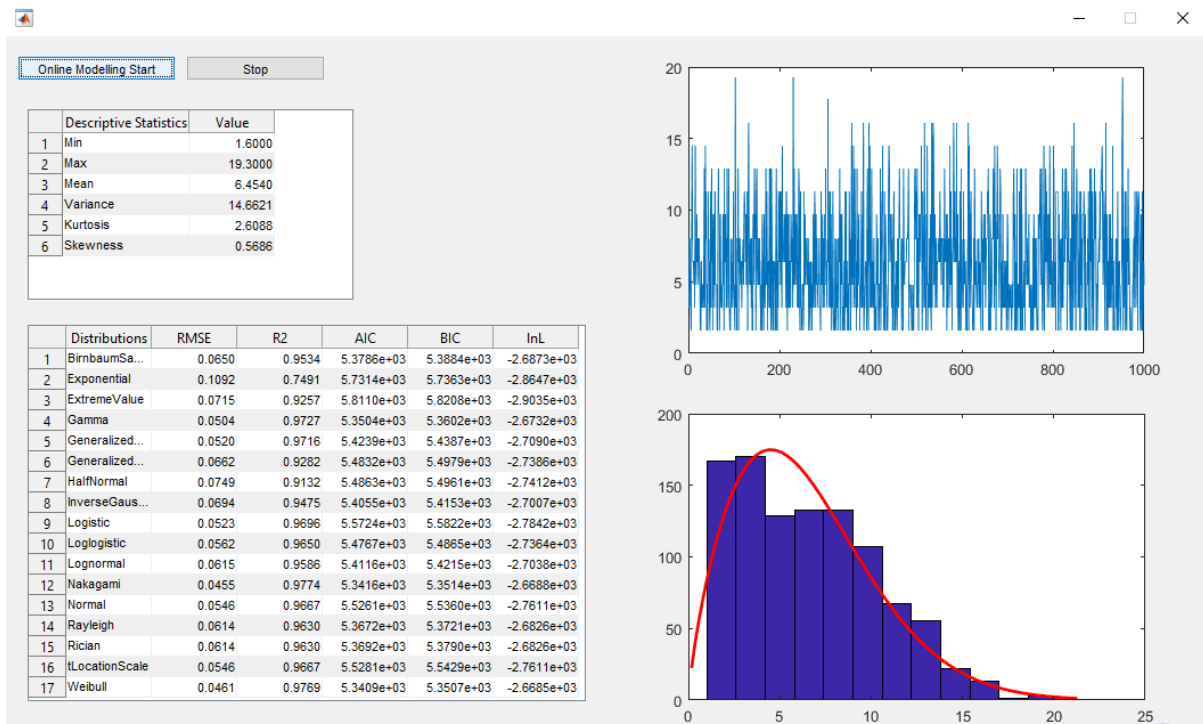 Online Modelling Start Stop
Descriptive Statistics Value
1 Min 1.6000
2 Max 19.3000
3 Mean 6.4540
4 Variance 14.6621
5 Kurtosis 2.6088
6 Skewness 0.5686
Distributions RMSE R2 AIC BIC lnL
1 BirnbaumSa... 0.0650 0.9534 5.3786e+03 5.3884e+03 -2.6873e+03
2 Exponential 0.1092 0.7491 5.7314e+03 5.7363e+03 -2.8647e+03
3 ExtremeValue 0.0715 0.9257 5.8110e+03 5.8208e+03 -2.9035e+03
4 Gamma 0.0504 0.9727 5.3504e+03 5.3602e+03 -2.6732e+03
5 Generalized... 0.0520 0.9716 5.4239e+03 5.4387e+03 -2.7090e+03
6 Generalized... 0.0662 0.9282 5.4832e+03 5.4979e+03 -2.7386e+03
7 HalfNormal 0.0749 0.9132 5.4863e+03 5.4961e+03 -2.7412e+03
8 InverseGaus... 0.0694 0.9475 5.4055e+03 5.4153e+03 -2.7007e+03
9 Logistic 0.0523 0.9696 5.5724e+03 5.5822e+03 -2.7842e+03
10 Loglogistic 0.0562 0.9650 5.4767e+03 5.4865e+03 -2.7364e+03
11 Lognormal 0.0615 0.9586 5.4116e+03 5.4215e+03 -2.7038e+03
12 Nakagami 0.0455 0.9774 5.3416e+03 5.3514e+03 -2.6688e+03
13 Normal 0.0546 0.9667 5.5261e+03 5.5360e+03 -2.7611e+03
14 Rayleigh 0.0614 0.9630 5.3672e+03 5.3721e+03 -2.6826e+03
15 Rician 0.0614 0.9630 5.3692e+03 5.3790e+03 -2.6826e+03
16 tLocationScale 0.0546 0.9667 5.5281e+03 5.5429e+03 -2.7611e+03
17 Weibull 0.0461 0.9769 5.3409e+03 5.3507e+03 -2.6685e+03
20
15
10
5
0
0 200 400 600 800 1000
200
150
100
50
0
0 5 10 15 20 25